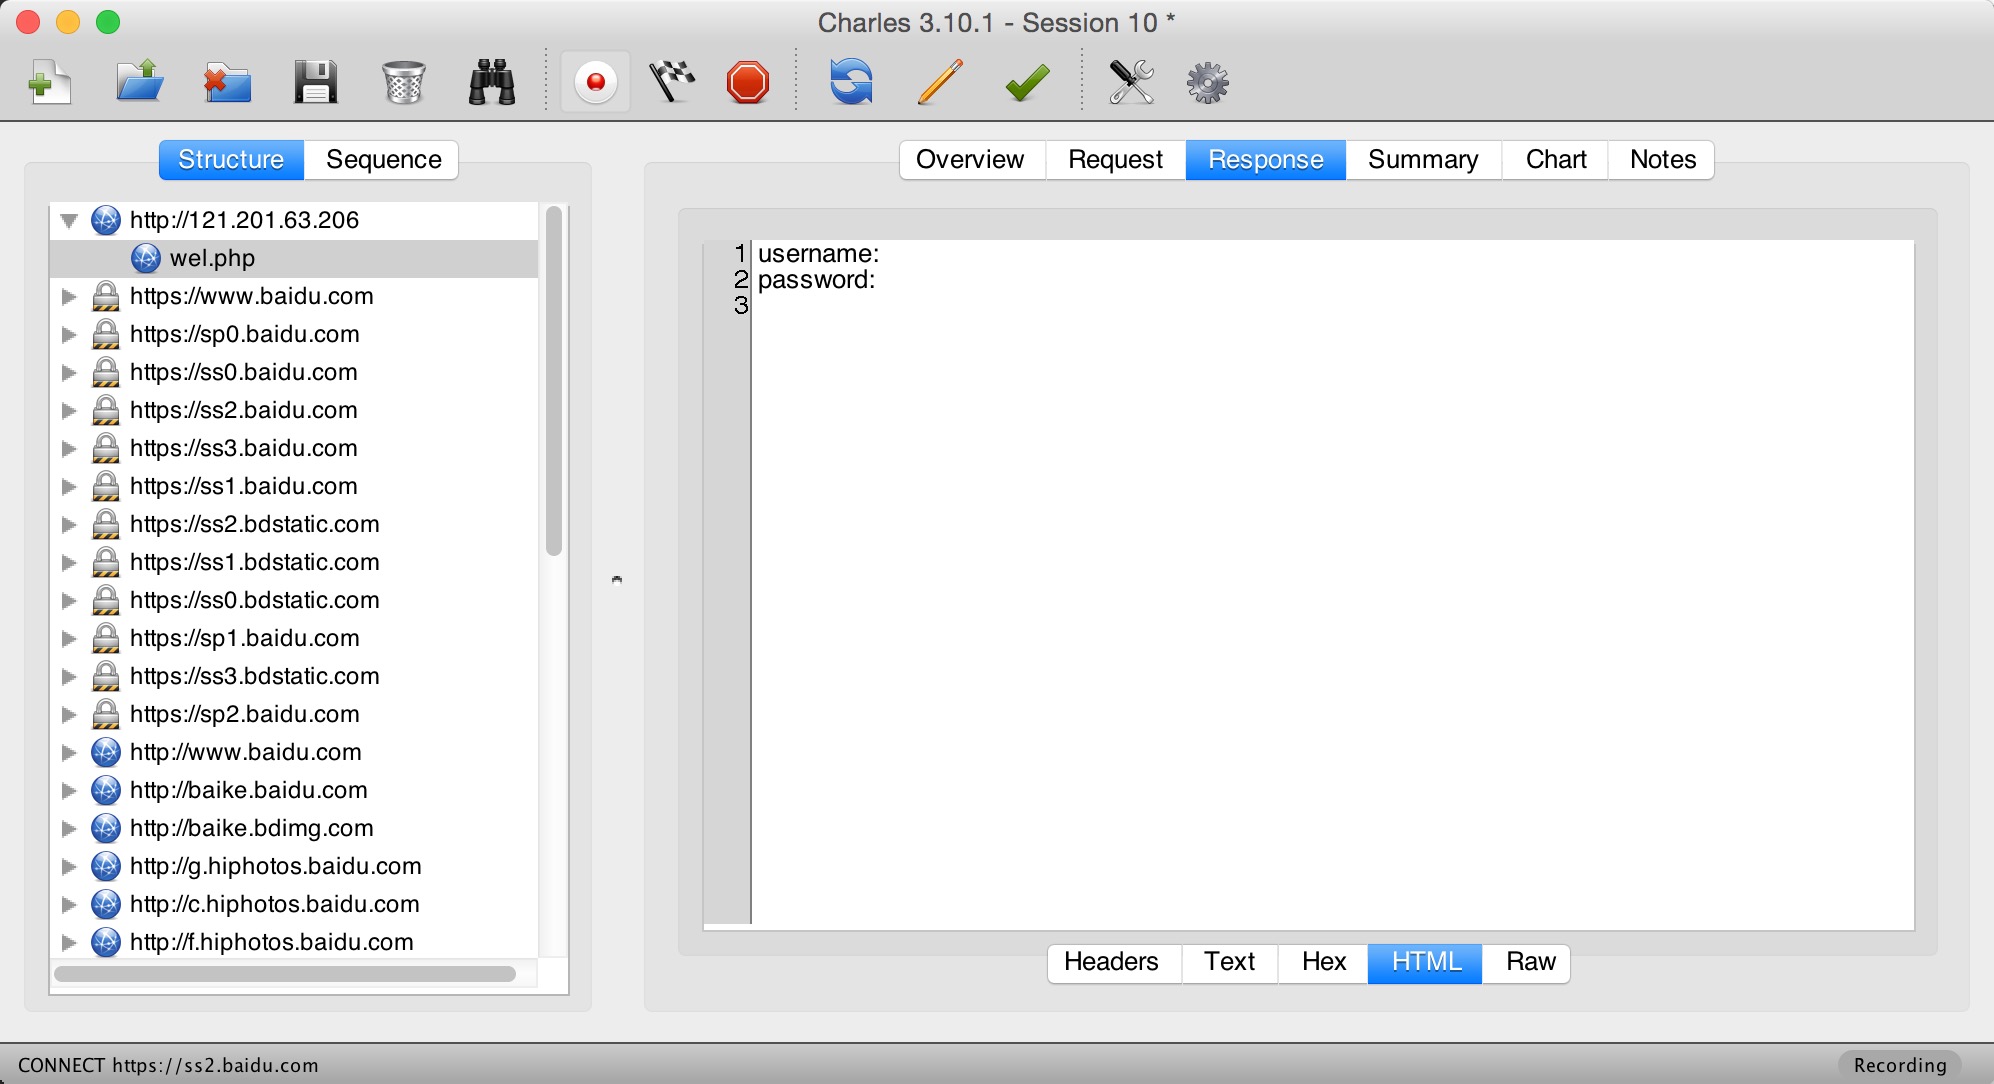 Charles 3.10.1 - Session 10 *
Structure Sequence
http://121.201.63.206
wel.php
https://www.baidu.com
https://sp0.baidu.com
https://ss0.baidu.com
https://ss2.baidu.com
https://ss3.baidu.com
https://ss1.baidu.com
https://ss2.bdstatic.com
https://ss1.bdstatic.com
https://ss0.bdstatic.com
https://sp1.baidu.com
https://ss3.bdstatic.com
https://sp2.baidu.com
http://www.baidu.com
http://baike.baidu.com
http://baike.bdimg.com
http://g.hiphotos.baidu.com
http://c.hiphotos.baidu.com
http://f.hiphotos.baidu.com
Overview Request Response Summary Chart Notes
1 username:
2 password:
3
Headers Text Hex HTML Raw
CONNECT https://ss2.baidu.com
Recording